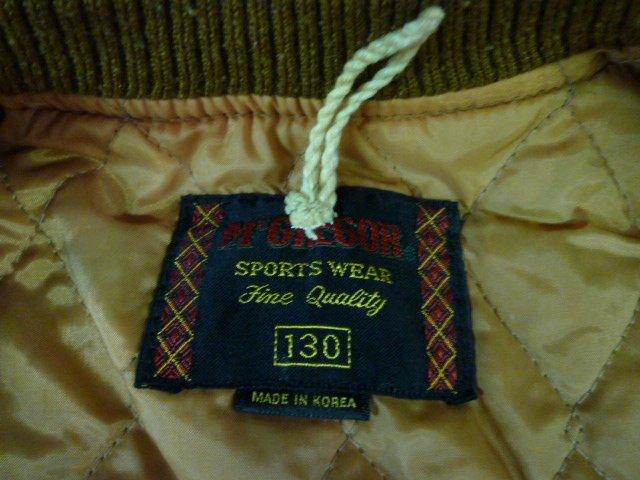 McGREGOR
SPORTS WEAR
Fine Quality
130
MADE IN KOREA